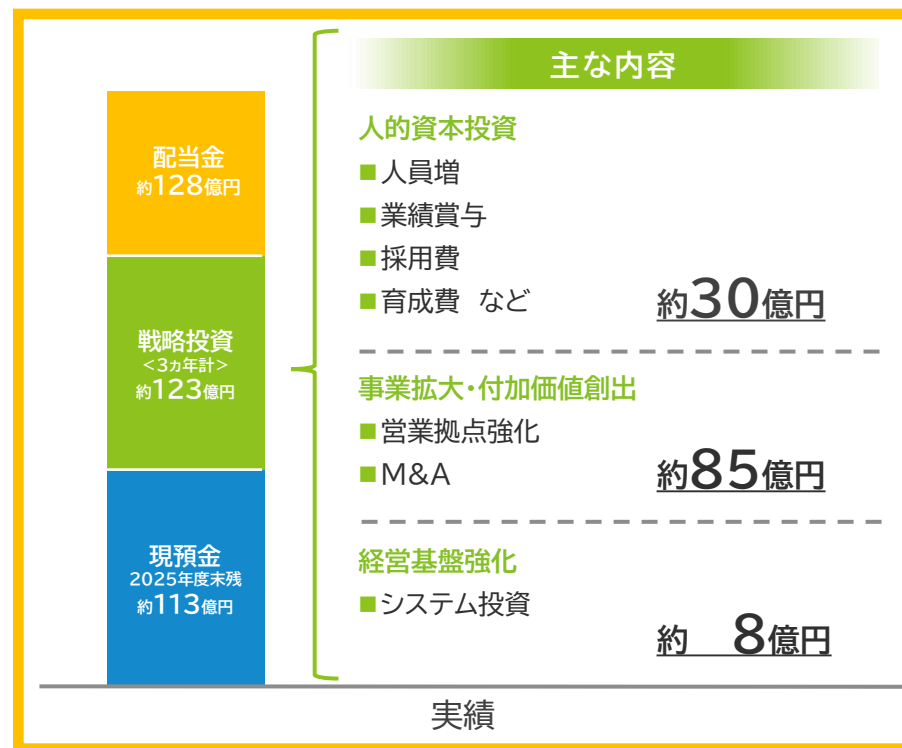 主な内容
配当金
約128億円
戦略投資
<3ヵ年計>
約123億円
現預金
2025年度末残
約113億円
人的資本投資
■人員増
■業績賞与
■採用費
■育成費 など
約30億円
事業拡大・付加価値創出
■営業拠点強化
■M&A
約85億円
経営基盤強化
■システム投資
約 8億円
実績